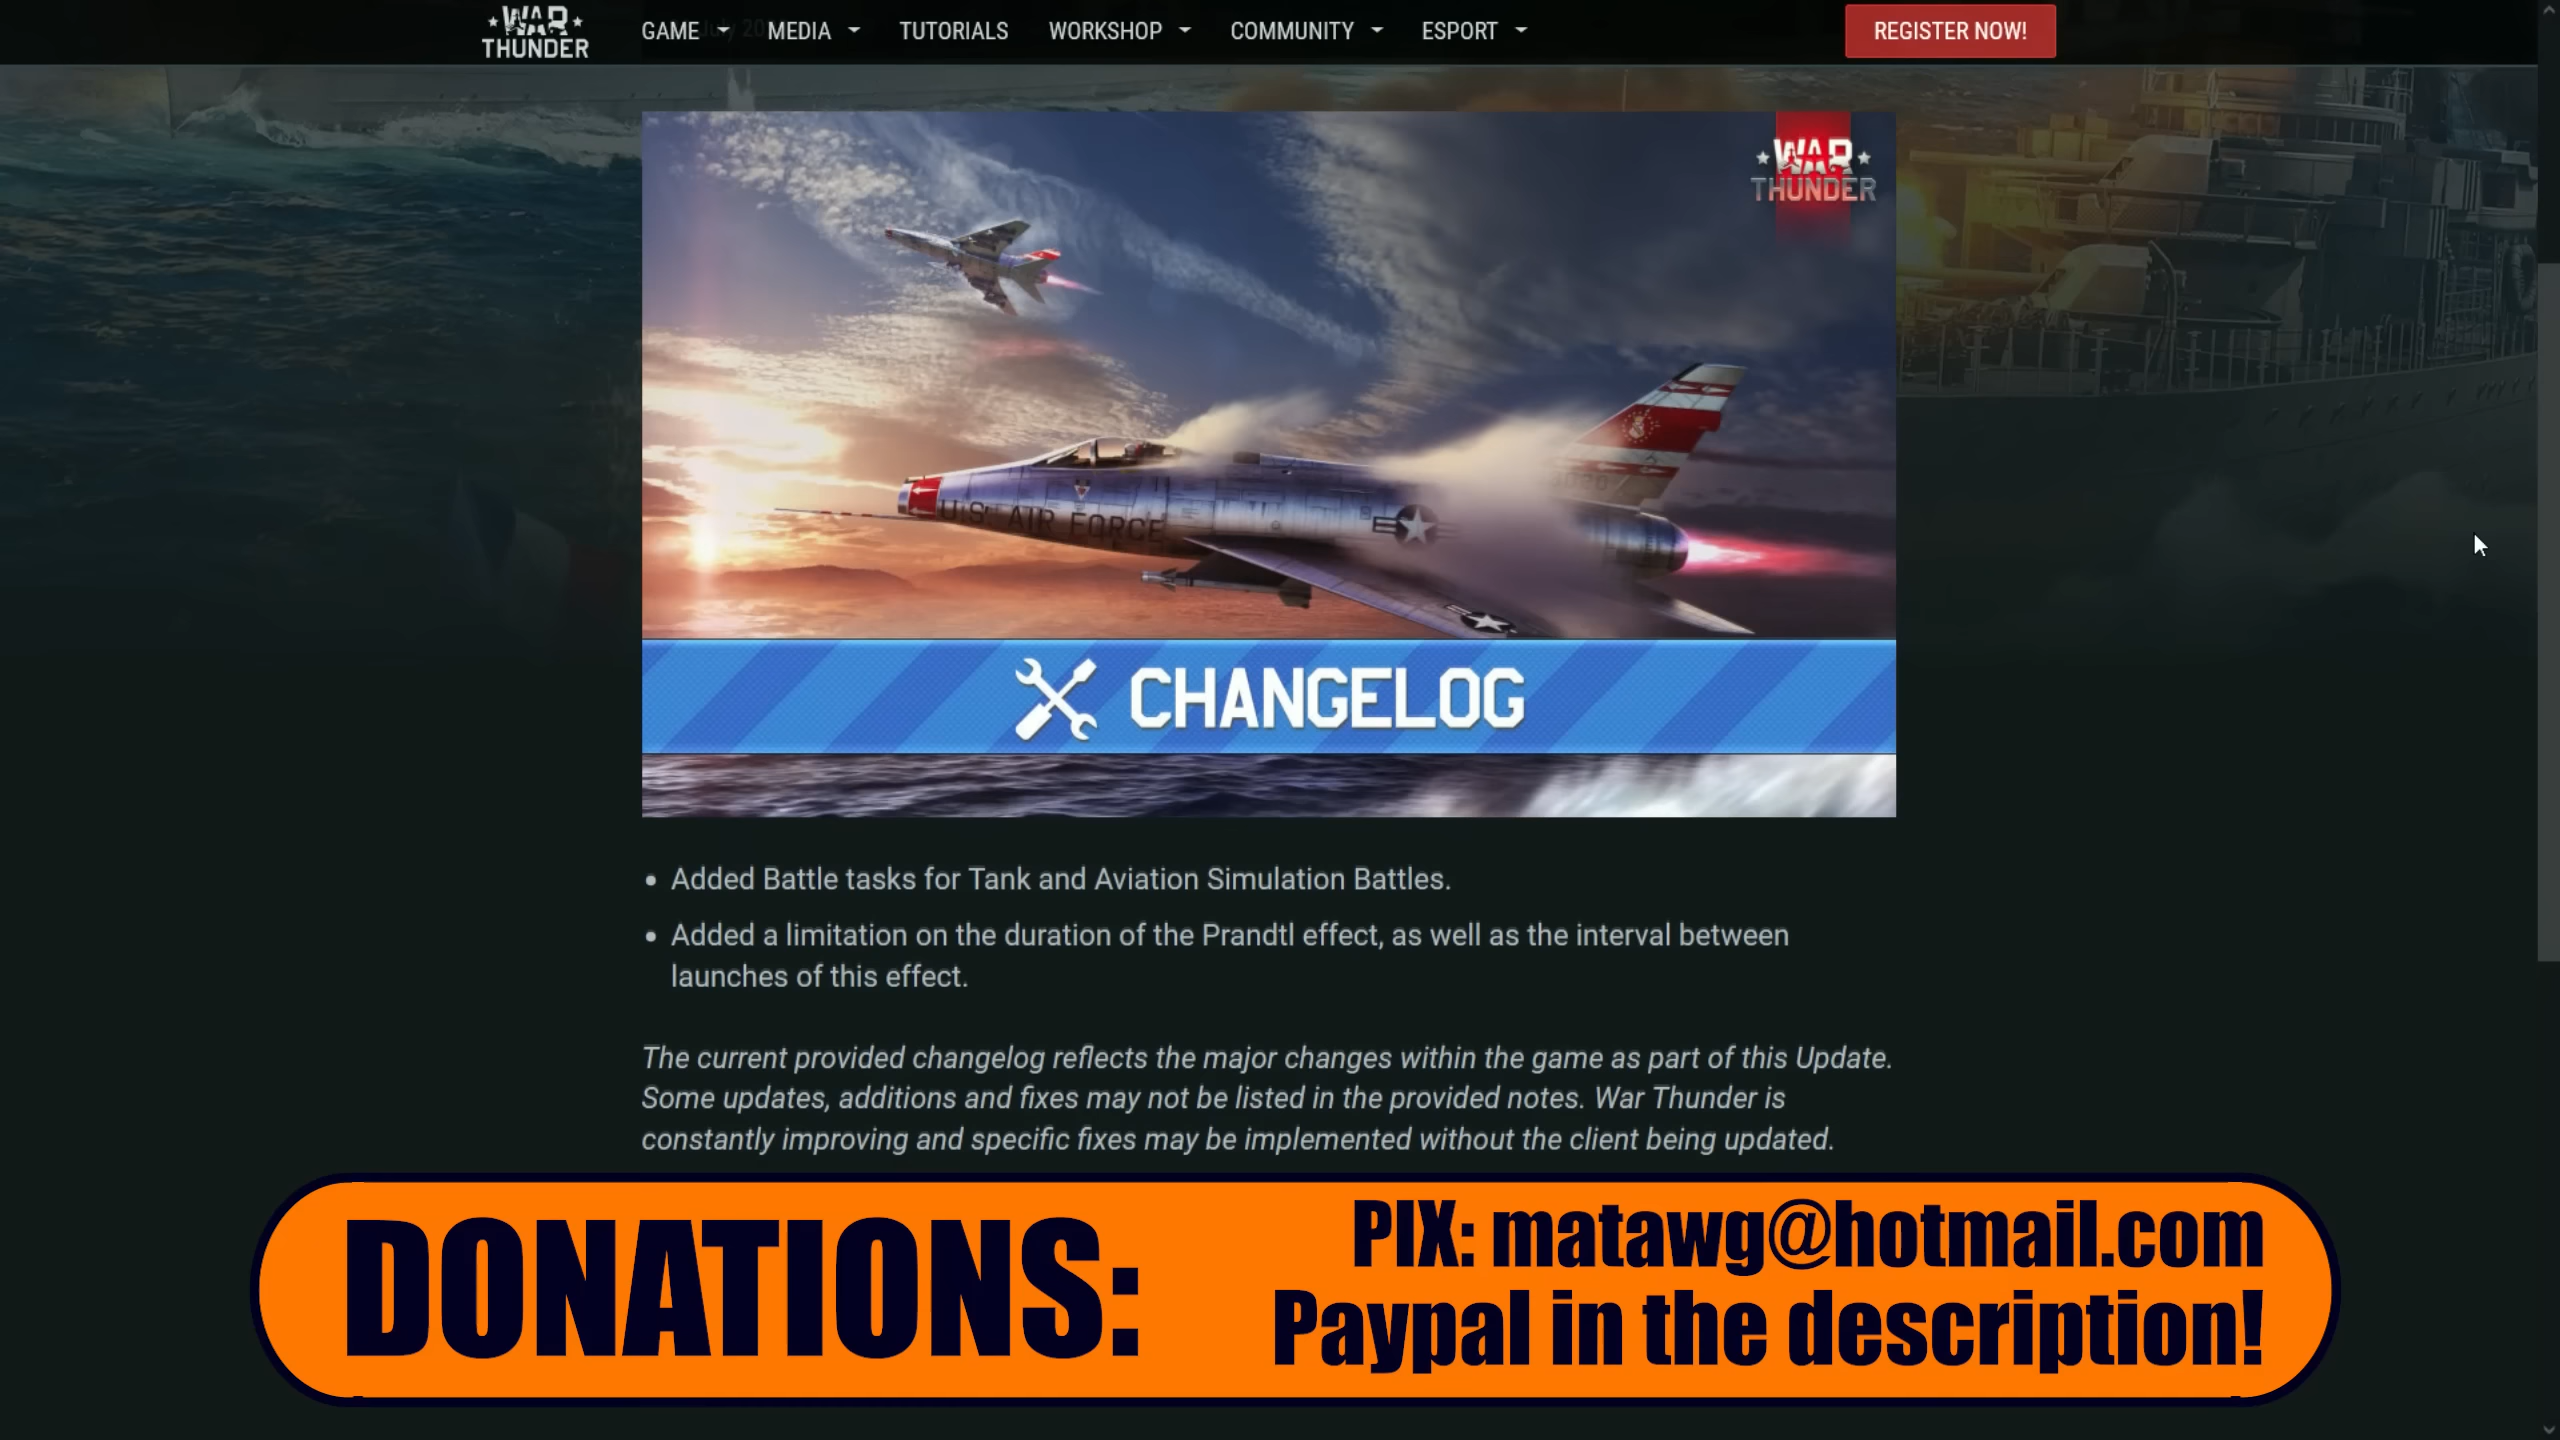 WAR
THUNDER
GAME
MEDIA
TUTORIALS
WORKSHOP
COMMUNITY
ESPORT
REGISTER NOW!
WAR
THUNDER
U.S. AIR FORCE
CHANGELOG
• Added Battle tasks for Tank and Aviation Simulation Battles.
• Added a limitation on the duration of the Prandtl effect, as well as the interval between
launches of this effect.
The current provided changelog reflects the major changes within the game as part of this Update.
Some updates, additions and fixes may not be listed in the provided notes. War Thunder is
constantly improving and specific fixes may be implemented without the client being updated.
DONATIONS:
PIX: matawg@hotmail.com
Paypal in the description!